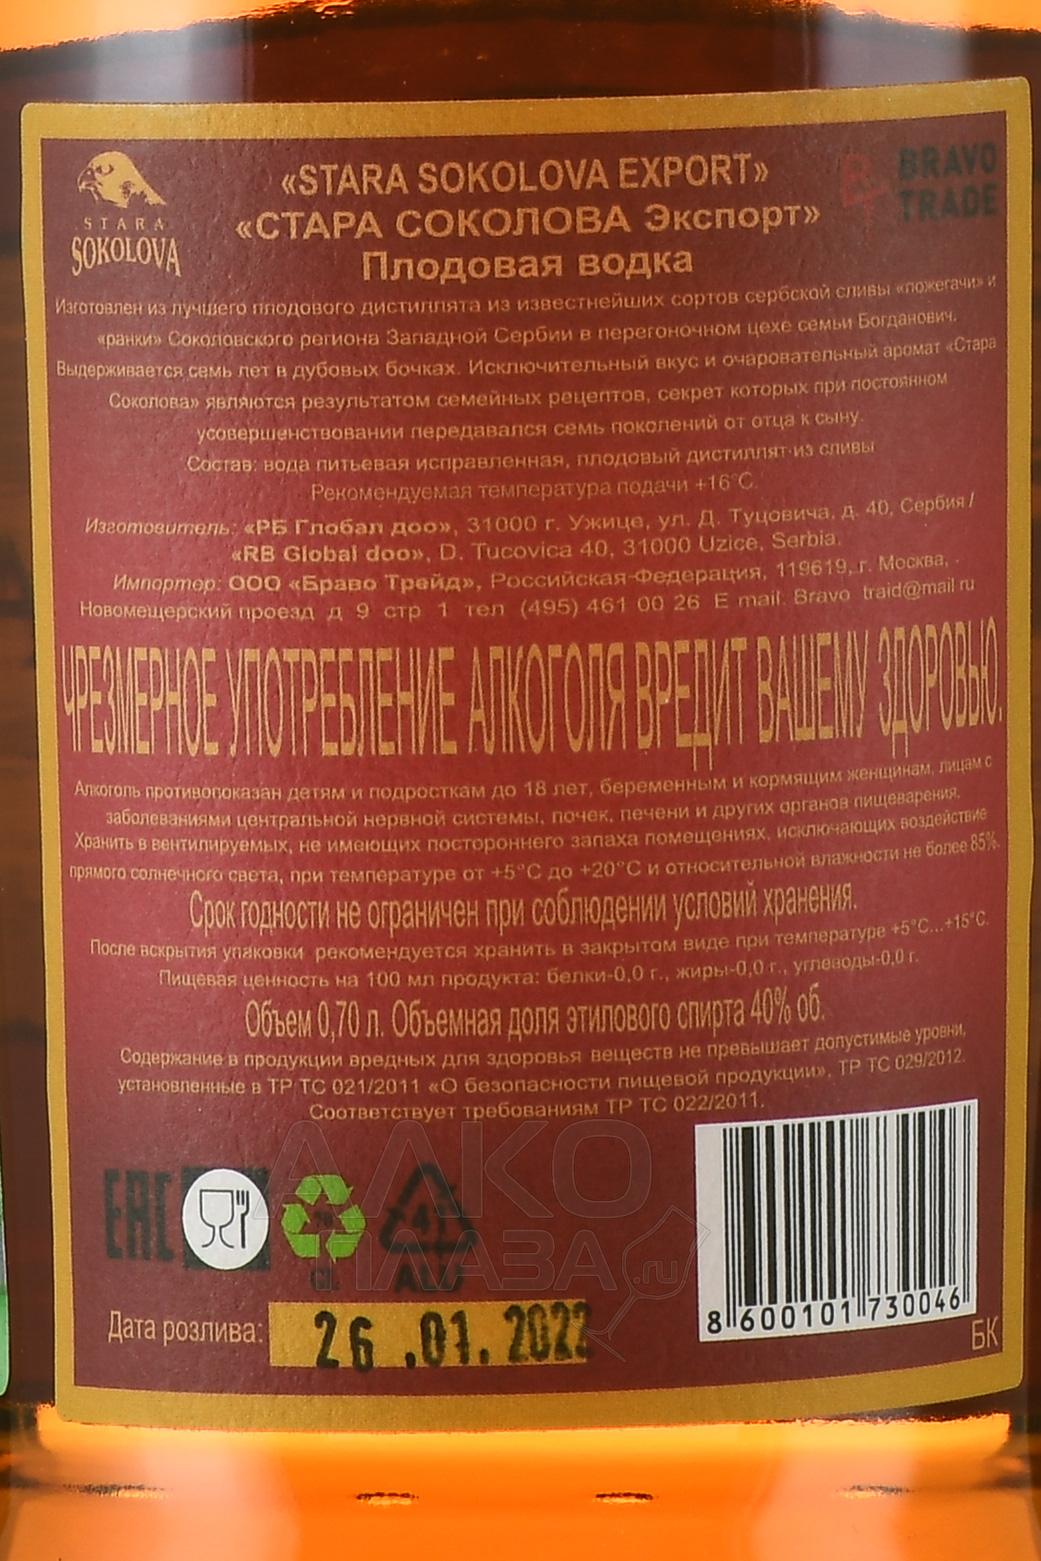 STARA
SOKOLOVA
«STARA SOKOLOVA EXPORT»
«СТАРА СОКОЛОВА Экспорт»
Плодовая водка
BRAVO
TRADE
Изготовлен из лучшего плодового дистиллята из известнейших сортов сербской сливы «пожегачи» и
«ранки» Соколовского региона Западной Сербии в перегоночном цехе семьи Богданович.
Выдерживается семь лет в дубовых бочках. Исключительный вкус и очаровательный аромат «Стара
Соколова» являются результатом семейных рецептов, секрет которых при постоянном
усовершенствовании передавался семь поколений от отца к сыну.
Состав: вода питьевая исправленная, плодовый дистиллят из сливы
Рекомендуемая температура подачи +16°С.
Изготовитель: «РБ Глобал доо», 31000 г. Ужице, ул. Д. Туцовича, д. 40, Сербия /
«RB Global doo», D. Tucovica 40, 31000 Uzice, Serbia.
Импортер: ООО «Браво Трейд», Российская Федерация, 119619, г. Москва,
Новомещерский проезд д 9 стр 1 тел (495) 461 00 26 E mail. Bravo traid@mail ru
ЧРЕЗМЕРНОЕ УПОТРЕБЛЕНИЕ АЛКОГОЛЯ ВРЕДИТ ВАШЕМУ ЗДОРОВЬЮ.
Алкоголь противопоказан детям и подросткам до 18 лет, беременным и кормящим женщинам, лицам с
заболеваниями центральной нервной системы, почек, печени и других органов пищеварения.
Хранить в вентилируемых, не имеющих постороннего запаха помещениях, исключающих воздействие
прямого солнечного света, при температуре от +5°С до +20°С и относительной влажности не более 85%.
Срок годности не ограничен при соблюдении условий хранения.
После вскрытия упаковки рекомендуется хранить в закрытом виде при температуре +5°С...+15°С.
Пищевая ценность на 100 мл продукта: белки-0,0 г., жиры-0,0 г., углеводы-0,0 г.
Объем 0,70 л. Объемная доля этилового спирта 40% об.
Содержание в продукции вредных для здоровья веществ не превышает допустимые уровни,
установленные в ТР ТС 021/2011 «О безопасности пищевой продукции», ТР ТС 029/2012.
Соответствует требованиям ТР ТС 022/2011.
EAC
GL
41
ALU
АЛКО
ПЛАЗА.ru
8 600101 730046
Дата розлива: 26.01.2022
БК